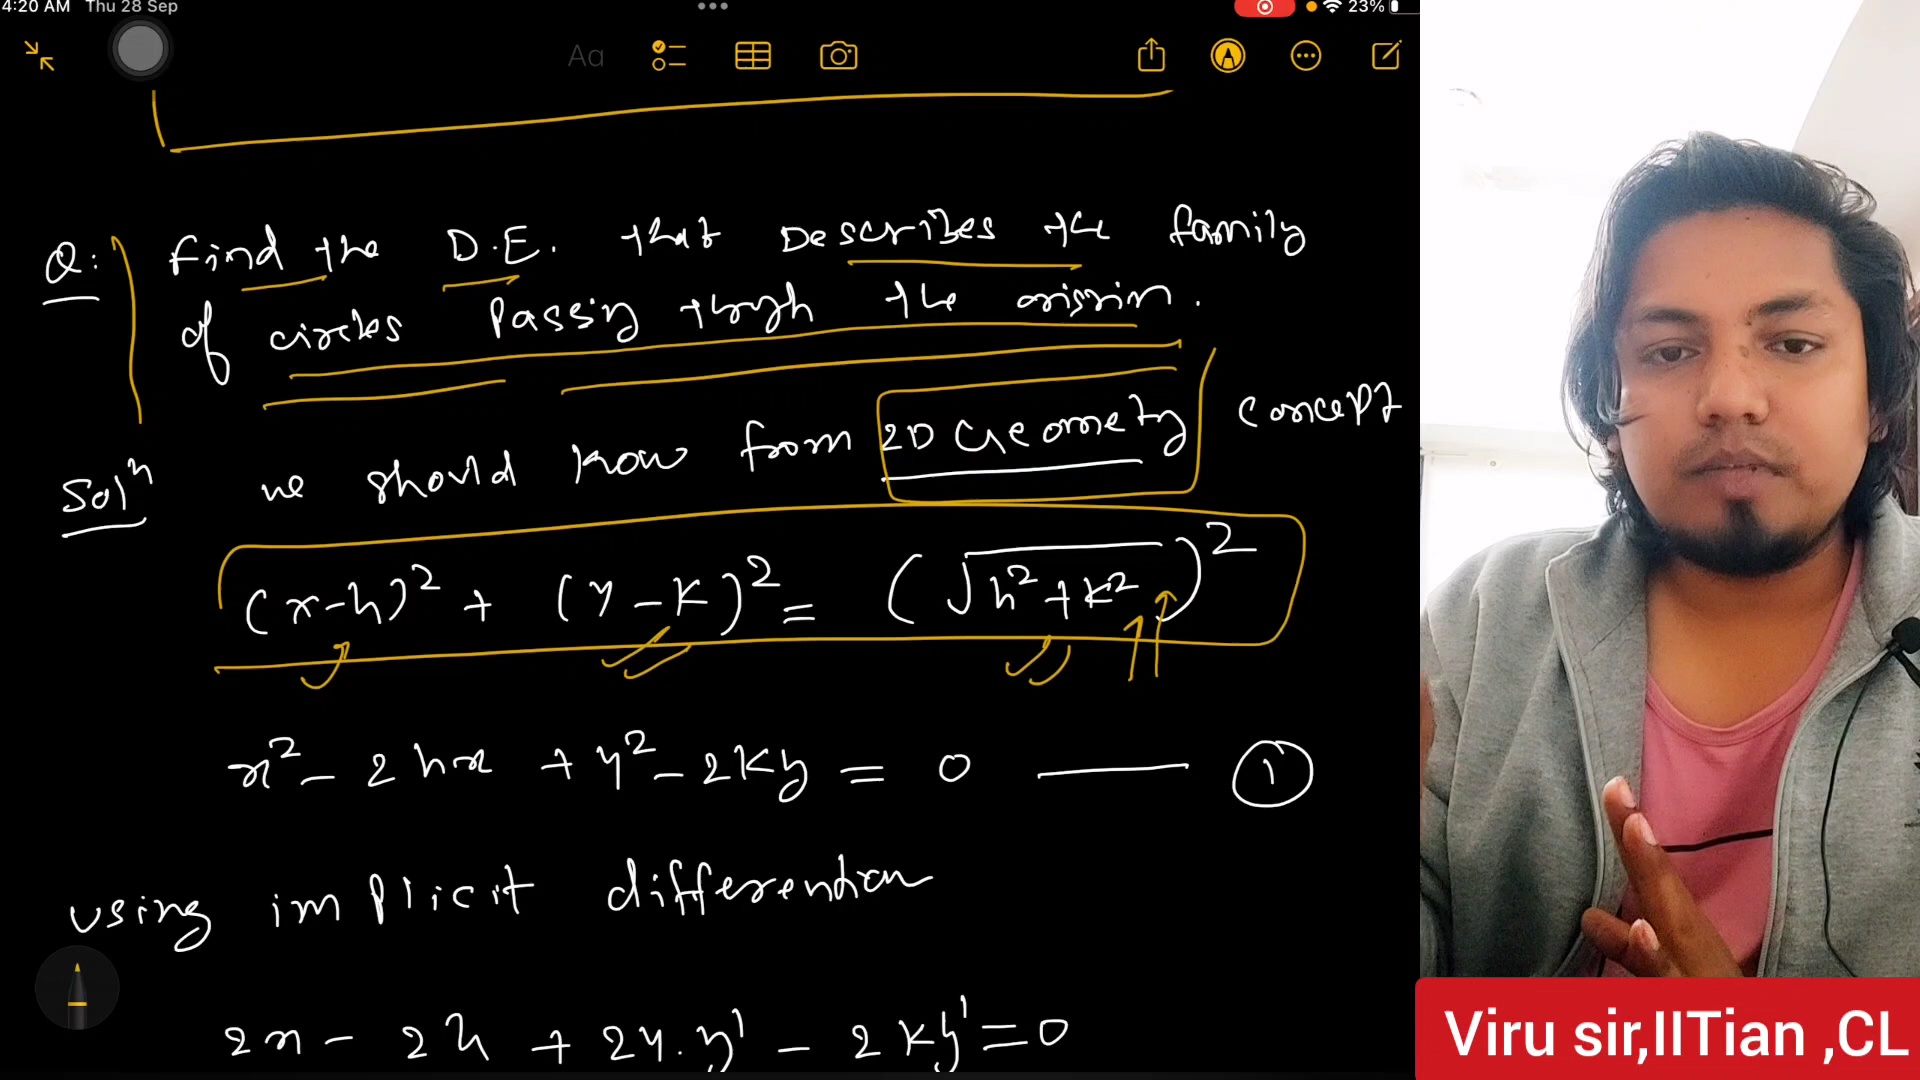 4:20 AM Thu 28 Sep
23%
Aa
Q: Find the D.E. that Describes the family
of circles Passing through the origin.
Solⁿ we should know from 2D Geometry concept
(x-h)² + (y-k)² = (√h²+k²)²
x² - 2hx + y² - 2ky = 0 —— ①
using implicit differention
2x - 2h + 2y.y' - 2ky' = 0
Viru sir,IITian ,CL